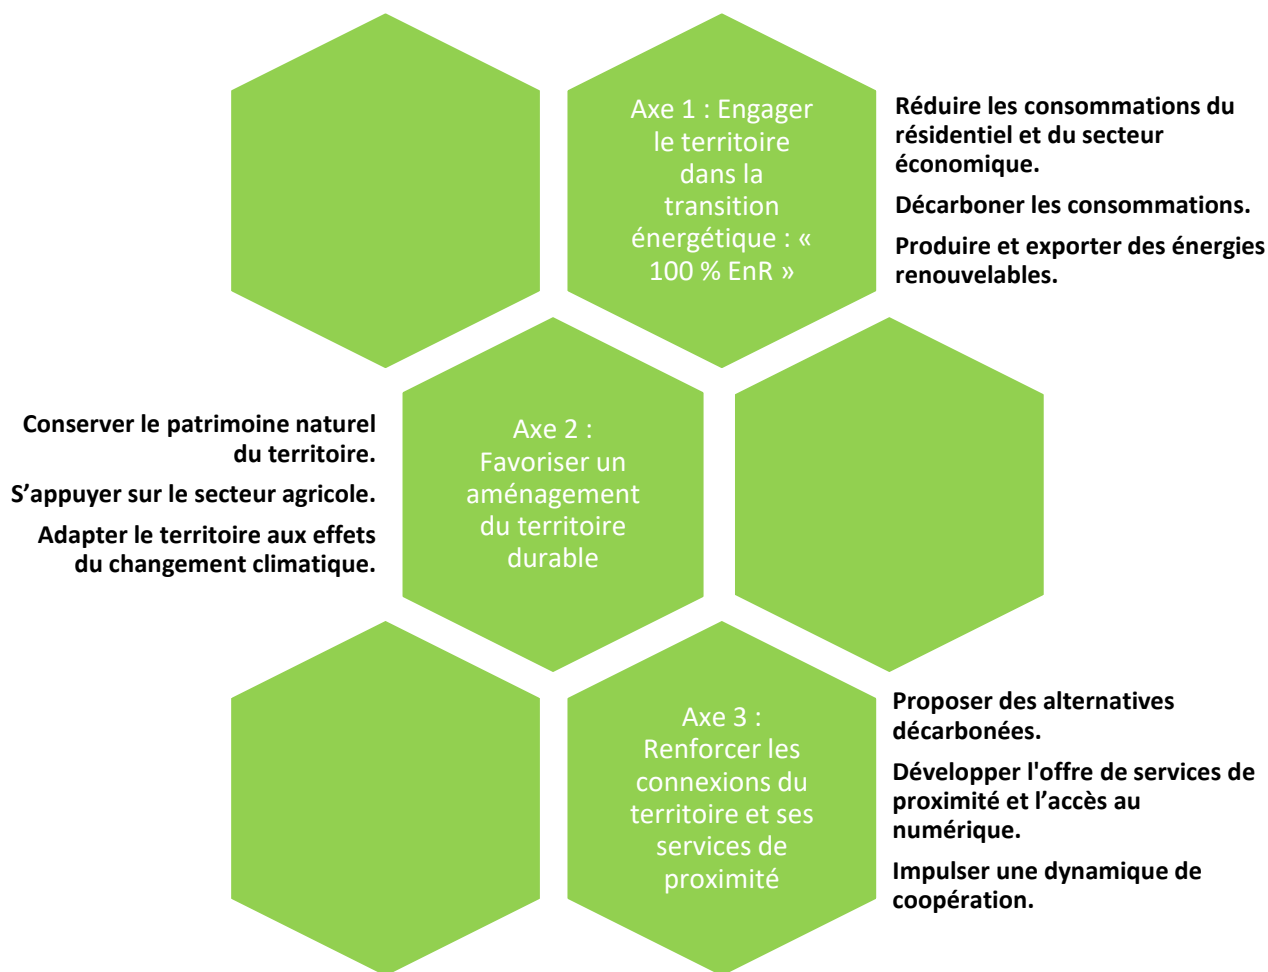 Axe 1 : Engager
le territoire
dans la
transition
énergétique : «
100 % EnR »
Réduire les consommations du
résidentiel et du secteur
économique.
Décarboner les consommations.
Produire et exporter des énergies
renouvelables.
Conserver le patrimoine naturel
du territoire.
S’appuyer sur le secteur agricole.
Adapter le territoire aux effets
du changement climatique.
Axe 2 :
Favoriser un
aménagement
du territoire
durable
Axe 3 :
Renforcer les
connexions du
territoire et ses
services de
proximité
Proposer des alternatives
décarbonées.
Développer l'offre de services de
proximité et l’accès au
numérique.
Impulser une dynamique de
coopération.